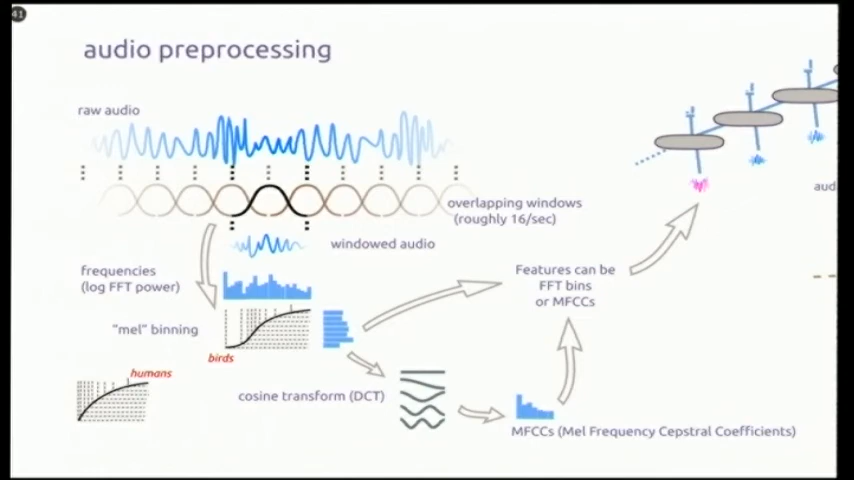 41
audio preprocessing
raw audio
overlapping windows
(roughly 16/sec)
windowed audio
frequencies
(log FFT power)
Features can be
FFT bins
or MFCCs
"mel" binning
birds
humans
cosine transform (DCT)
MFCCs (Mel Frequency Cepstral Coefficients)